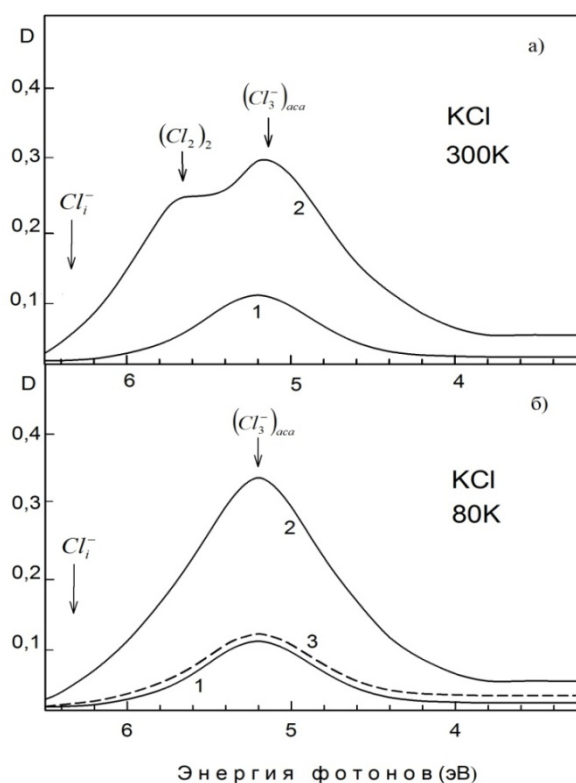 D
а)
0,4
(Cl₃⁻)ₐcₐ
KCl
(Cl₂)₂
0,3
300K
Clᵢ⁻
2
0,2
0,1
1
6 5 4
D
б)
(Cl₃⁻)ₐcₐ
0,4
KCl
2
80K
0,3
Clᵢ⁻
0,2
3
0,1
1
6 5 4
Энергия фотонов (эВ)